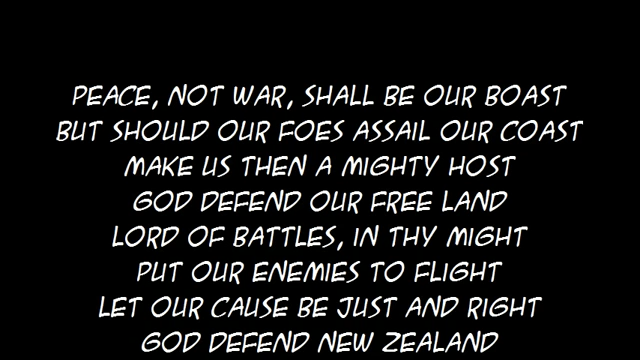 PEACE, NOT WAR, SHALL BE OUR BOAST
BUT SHOULD OUR FOES ASSAIL OUR COAST
MAKE US THEN A MIGHTY HOST
GOD DEFEND OUR FREE LAND
LORD OF BATTLES, IN THY MIGHT
PUT OUR ENEMIES TO FLIGHT
LET OUR CAUSE BE JUST AND RIGHT
GOD DEFEND NEW ZEALAND